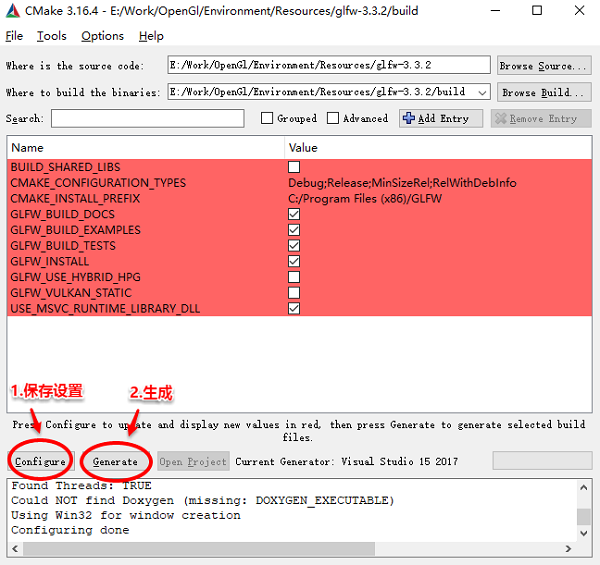 CMake 3.16.4 - E:/Work/OpenGl/Environment/Resources/glfw-3.3.2/build
File Tools Options Help
Where is the source code: E:/Work/OpenGl/Environment/Resources/glfw-3.3.2 Browse Source...
Where to build the binaries: E:/Work/OpenGl/Environment/Resources/glfw-3.3.2/build Browse Build...
Search: Grouped Advanced Add Entry Remove Entry
Name Value
BUILD_SHARED_LIBS
CMAKE_CONFIGURATION_TYPES Debug;Release;MinSizeRel;RelWithDebInfo
CMAKE_INSTALL_PREFIX C:/Program Files (x86)/GLFW
GLFW_BUILD_DOCS
GLFW_BUILD_EXAMPLES
GLFW_BUILD_TESTS
GLFW_INSTALL
GLFW_USE_HYBRID_HPG
GLFW_VULKAN_STATIC
USE_MSVC_RUNTIME_LIBRARY_DLL
1.保存设置 2.生成
Press Configure to update and display new values in red, then press Generate to generate selected build
files.
Configure Generate Open Project Current Generator: Visual Studio 15 2017
Found Threads: TRUE
Could NOT find Doxygen (missing: DOXYGEN_EXECUTABLE)
Using Win32 for window creation
Configuring done